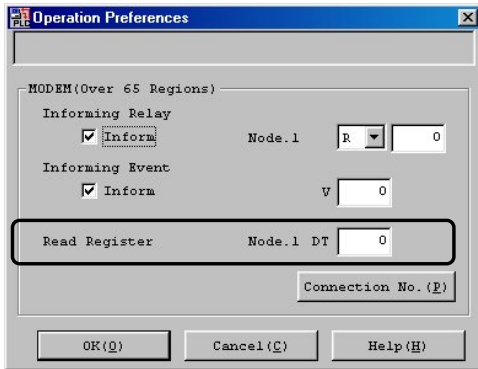 PLC Operation Preferences
MODEM(Over 65 Regions)
Informing Relay
Inform Node.1 R 0
Informing Event
Inform V 0
Read Register Node.1 DT 0
Connection No.(P)
OK(O) Cancel(C) Help(H)